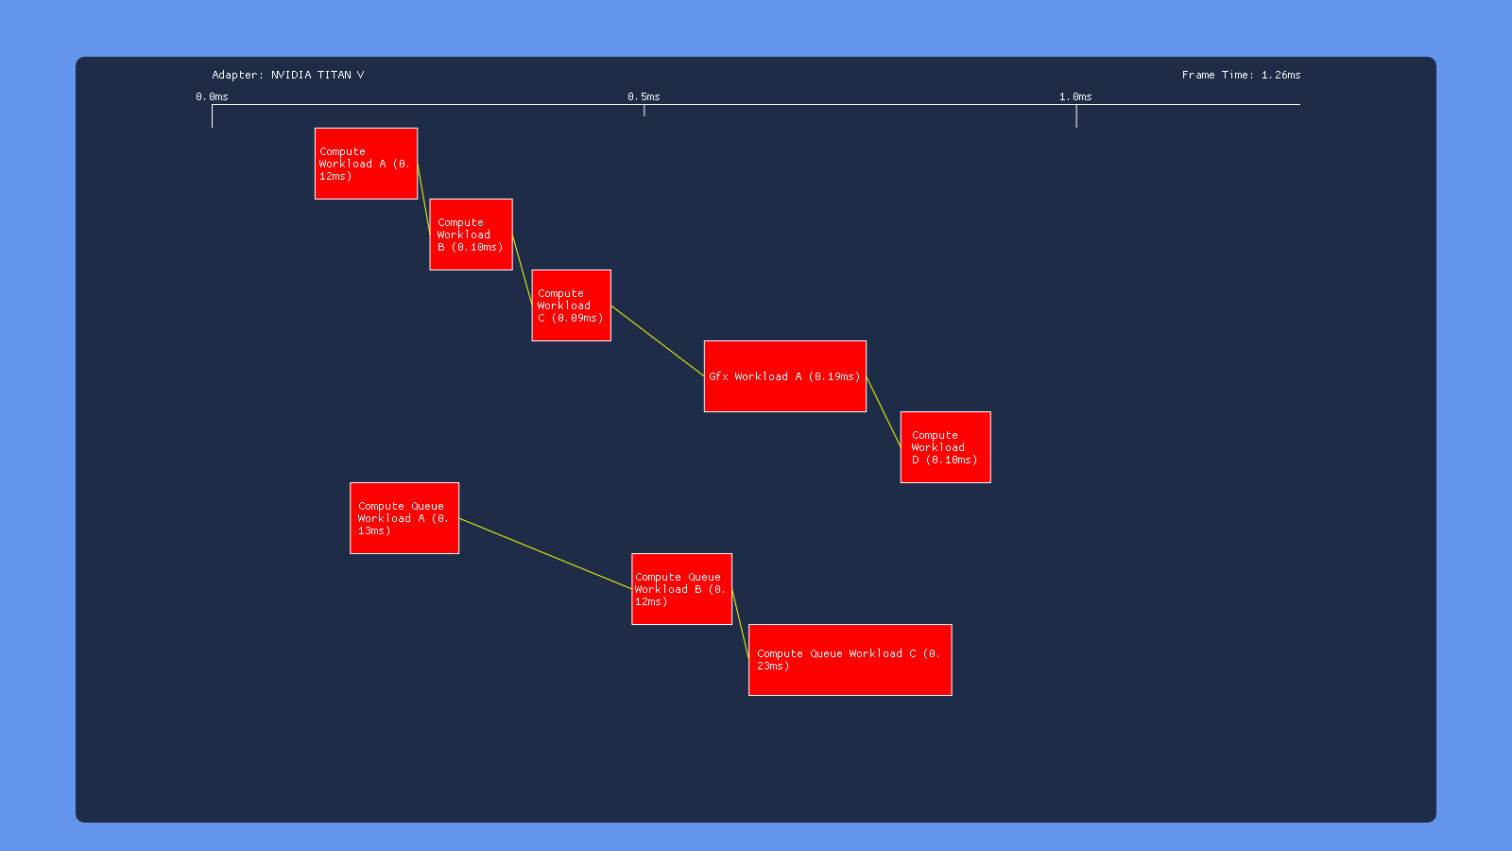 Adapter: NVIDIA TITAN V
Frame Time: 1.26ms
0.0ms
0.5ms
1.0ms
Compute
Workload A (0.
12ms)
Compute
Workload
B (0.10ms)
Compute
Workload
C (0.09ms)
Gfx Workload A (0.19ms)
Compute
Workload
D (0.10ms)
Compute Queue
Workload A (0.
13ms)
Compute Queue
Workload B (0.
12ms)
Compute Queue Workload C (0.
23ms)